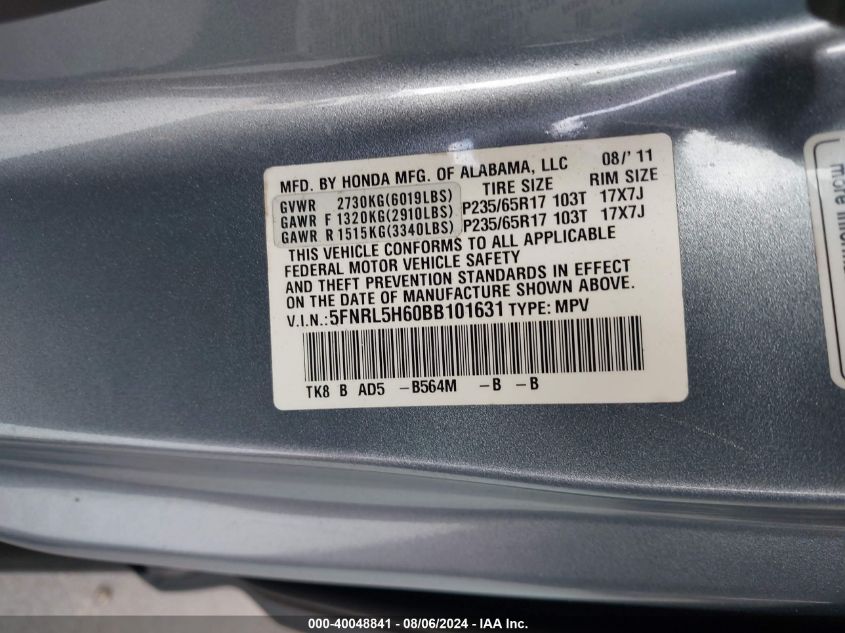 MFD. BY HONDA MFG. OF ALABAMA, LLC 08/' 11
TIRE SIZE RIM SIZE
GVWR 2730KG(6019LBS)
GAWR F 1320KG(2910LBS) P235/65R17 103T 17X7J
GAWR R 1515KG(3340LBS) P235/65R17 103T 17X7J
THIS VEHICLE CONFORMS TO ALL APPLICABLE
FEDERAL MOTOR VEHICLE SAFETY
AND THEFT PREVENTION STANDARDS IN EFFECT
ON THE DATE OF MANUFACTURE SHOWN ABOVE.
V.I.N.: 5FNRL5H60BB101631 TYPE: MPV
TK8 B AD5 -B564M -B -B
more
000-40048841 - 08/06/2024 - IAA Inc.